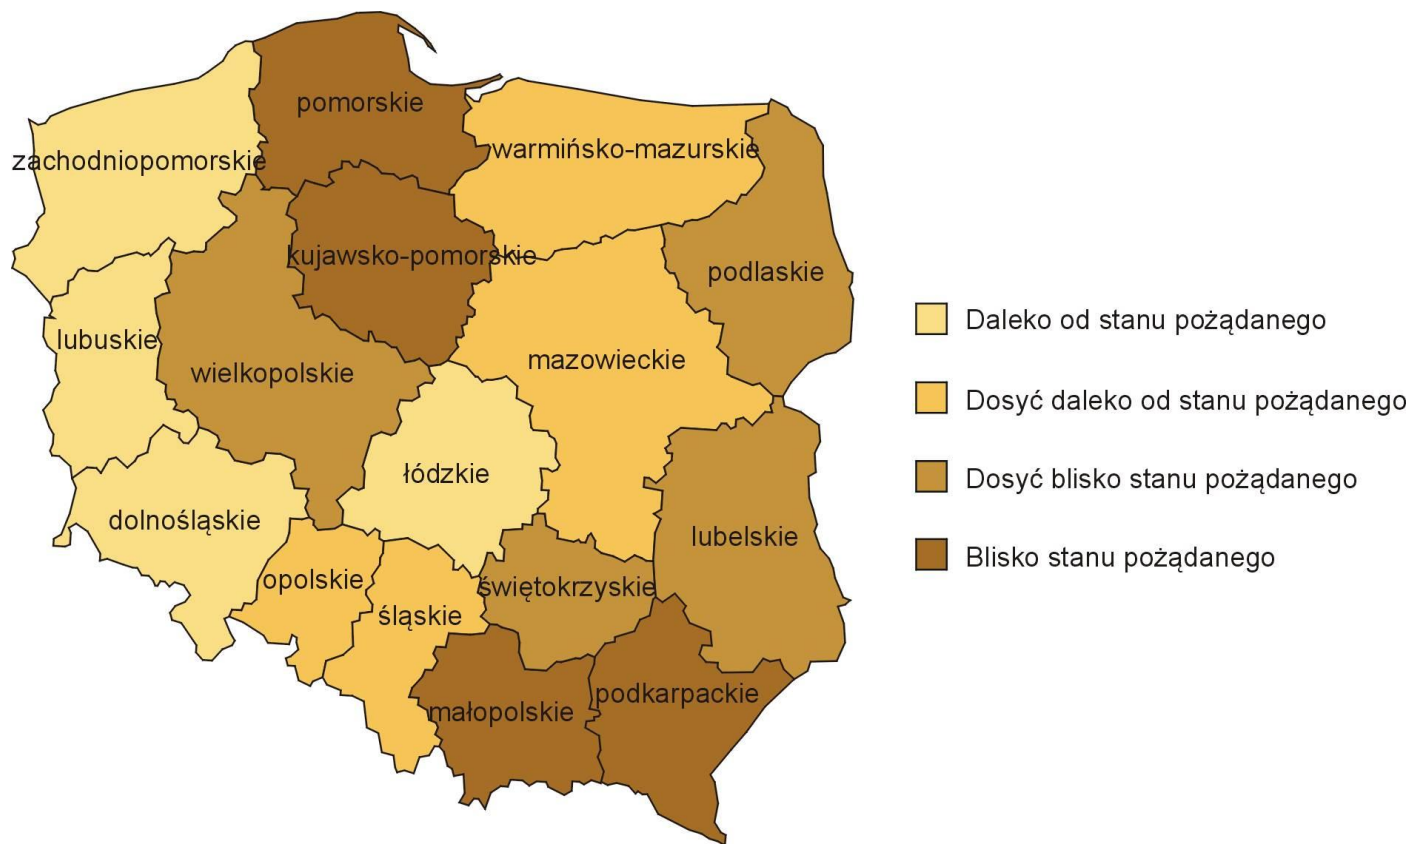 pomorskie
warmińsko-mazurskie
zachodniopomorskie
kujawsko-pomorskie
podlaskie
lubuskie
mazowieckie
wielkopolskie
łódzkie
dolnośląskie
lubelskie
opolskie
świętokrzyskie
śląskie
podkarpackie
małopolskie
Daleko od stanu pożądanego
Dosyć daleko od stanu pożądanego
Dosyć blisko stanu pożądanego
Blisko stanu pożądanego